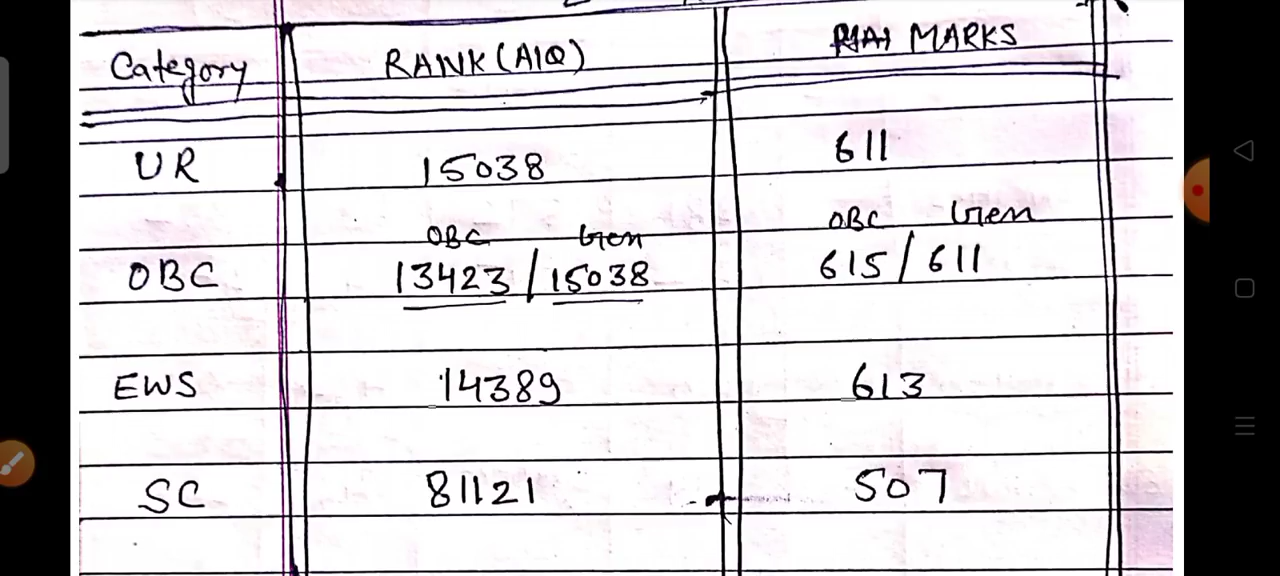 Category RANK (AIQ) MARKS
UR 15038 611
OBC Gen OBC Gen
OBC 13423 / 15038 615 / 611
EWS 14389 613
SC 81121 507